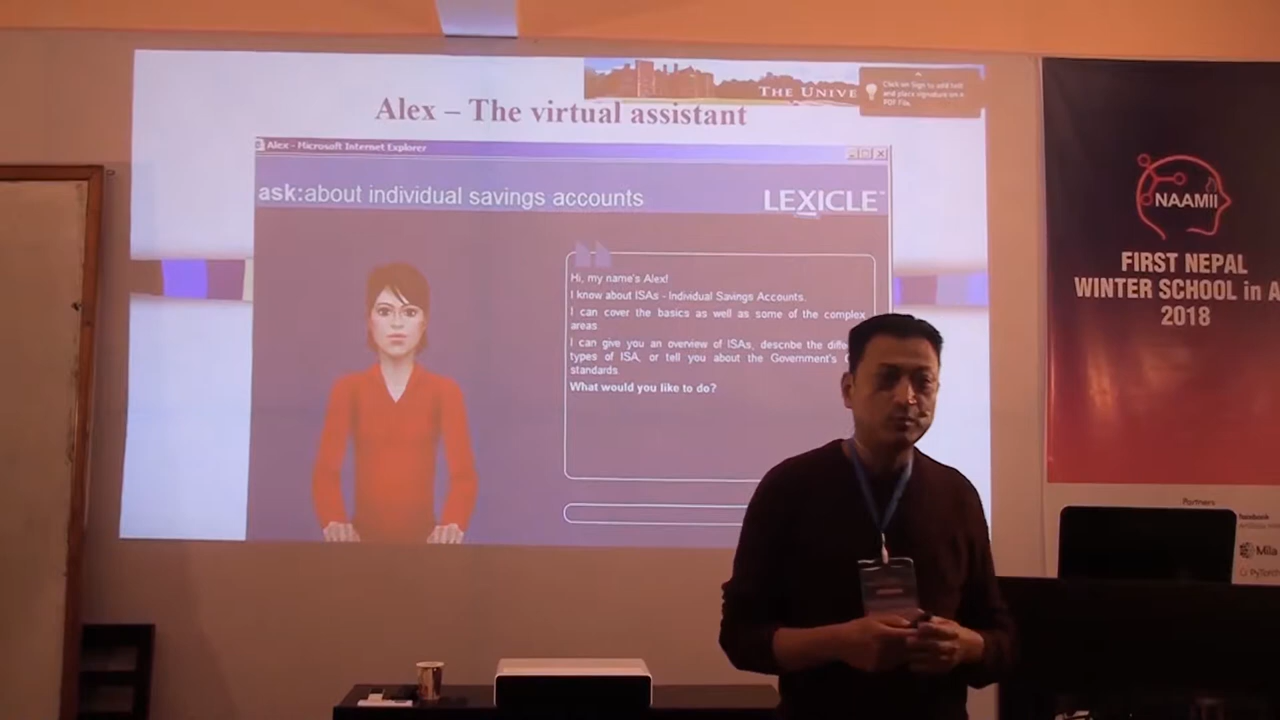 THE UNIVE
Click on Sign to add text
and place signature on a
PDF File.
Alex – The virtual assistant
Alex - Microsoft Internet Explorer
ask:about individual savings accounts
LEXICLE
Hi, my name's Alex!
I know about ISAs - Individual Savings Accounts.
I can cover the basics as well as some of the complex
areas.
I can give you an overview of ISAs, describe the diffe
types of ISA, or tell you about the Government's
standards.
What would you like to do?
NAAMII
FIRST NEPAL
WINTER SCHOOL in A
2018
Partners
facebook
Mila
PyTorch